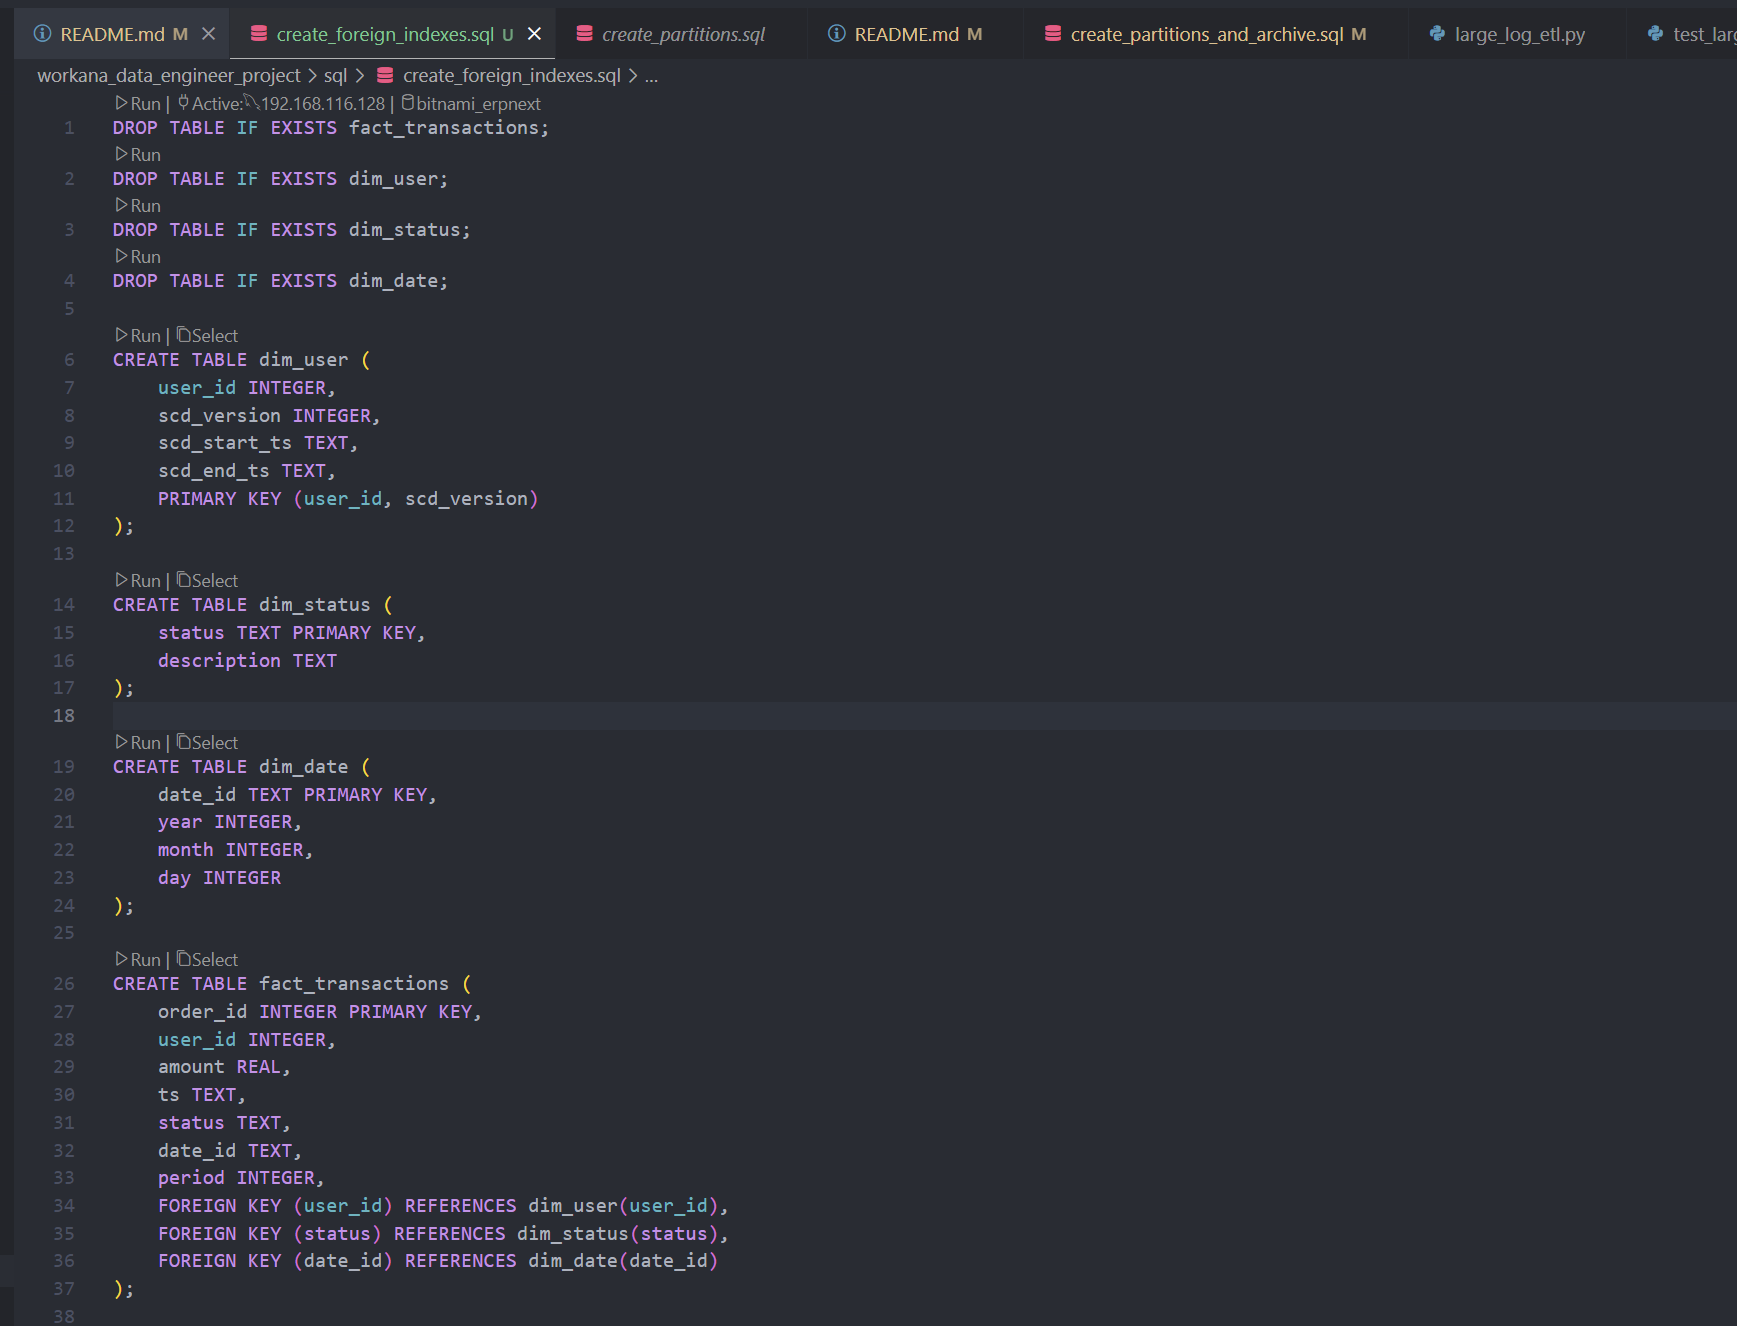 README.md M
create_foreign_indexes.sql U
create_partitions.sql
README.md M
create_partitions_and_archive.sql M
large_log_etl.py
workana_data_engineer_project > sql > create_foreign_indexes.sql > ...
Run | Active: 192.168.116.128 | bitnami_erpnext
1 DROP TABLE IF EXISTS fact_transactions;
Run
2 DROP TABLE IF EXISTS dim_user;
Run
3 DROP TABLE IF EXISTS dim_status;
Run
4 DROP TABLE IF EXISTS dim_date;
5
Run | Select
6 CREATE TABLE dim_user (
7 user_id INTEGER,
8 scd_version INTEGER,
9 scd_start_ts TEXT,
10 scd_end_ts TEXT,
11 PRIMARY KEY (user_id, scd_version)
12 );
13
Run | Select
14 CREATE TABLE dim_status (
15 status TEXT PRIMARY KEY,
16 description TEXT
17 );
18
Run | Select
19 CREATE TABLE dim_date (
20 date_id TEXT PRIMARY KEY,
21 year INTEGER,
22 month INTEGER,
23 day INTEGER
24 );
25
Run | Select
26 CREATE TABLE fact_transactions (
27 order_id INTEGER PRIMARY KEY,
28 user_id INTEGER,
29 amount REAL,
30 ts TEXT,
31 status TEXT,
32 date_id TEXT,
33 period INTEGER,
34 FOREIGN KEY (user_id) REFERENCES dim_user(user_id),
35 FOREIGN KEY (status) REFERENCES dim_status(status),
36 FOREIGN KEY (date_id) REFERENCES dim_date(date_id)
37 );
38